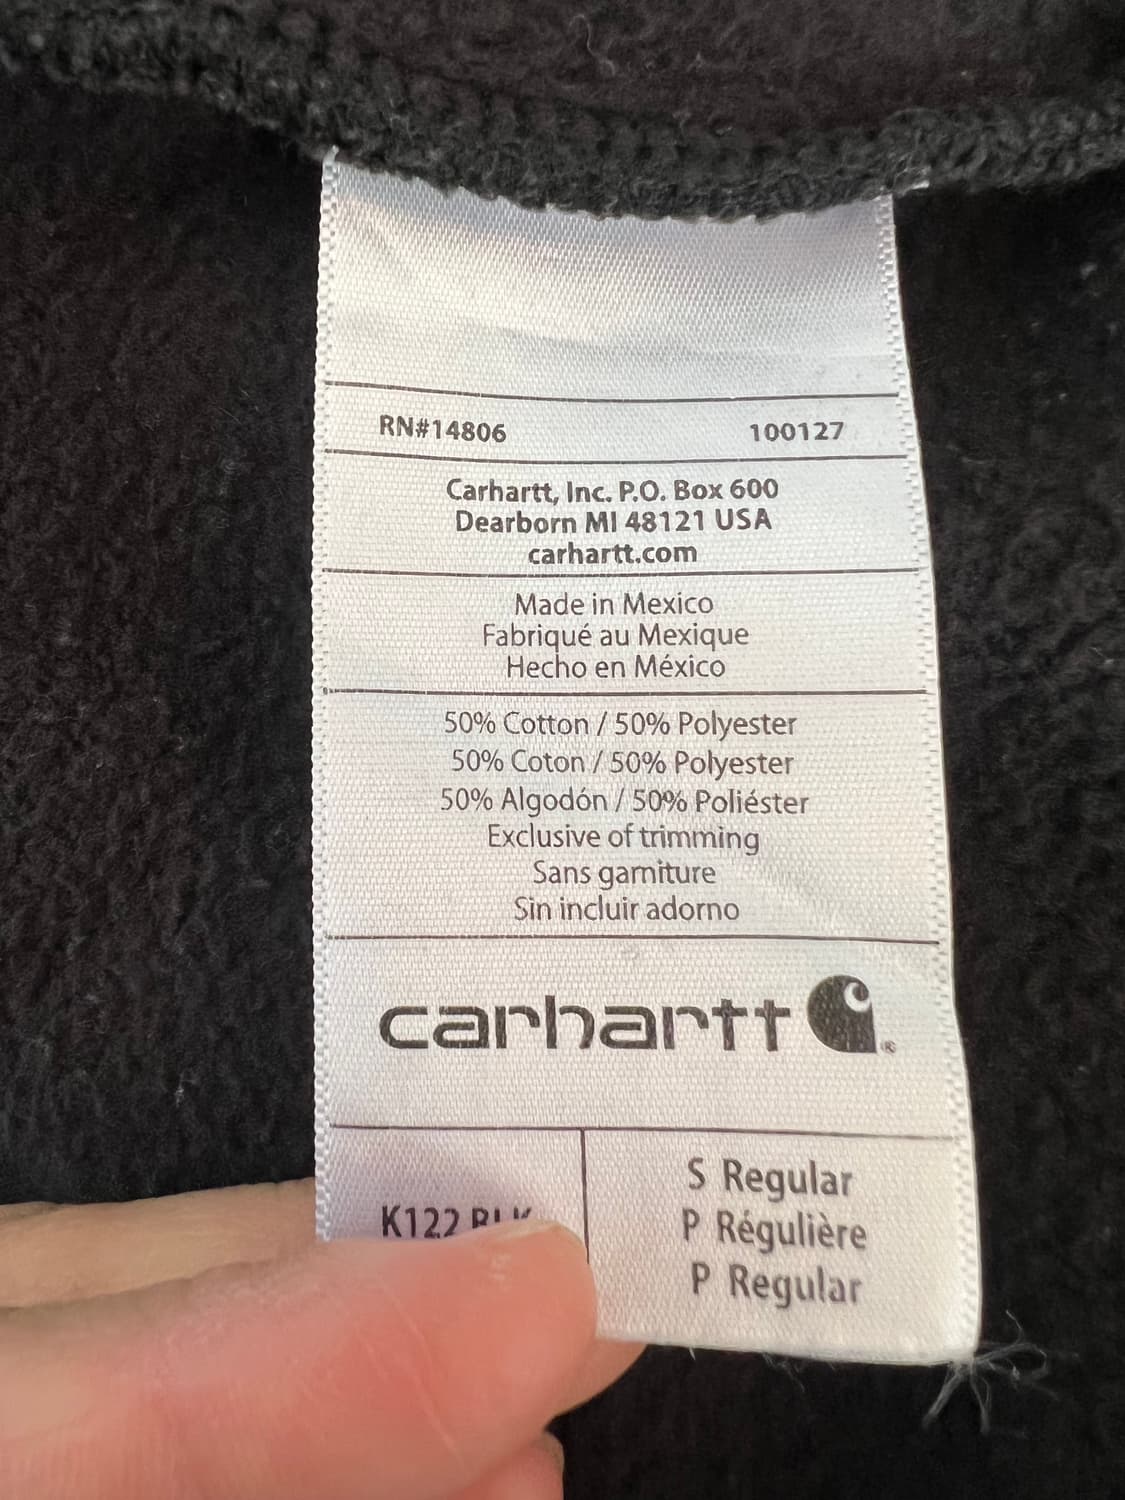 RN#14806 100127
Carhartt, Inc. P.O. Box 600
Dearborn MI 48121 USA
carhartt.com
Made in Mexico
Fabriqué au Mexique
Hecho en México
50% Cotton / 50% Polyester
50% Coton / 50% Polyester
50% Algodón / 50% Poliéster
Exclusive of trimming
Sans garniture
Sin incluir adorno
carhartt ®
K122 BLK
S Regular
P Régulière
P Regular